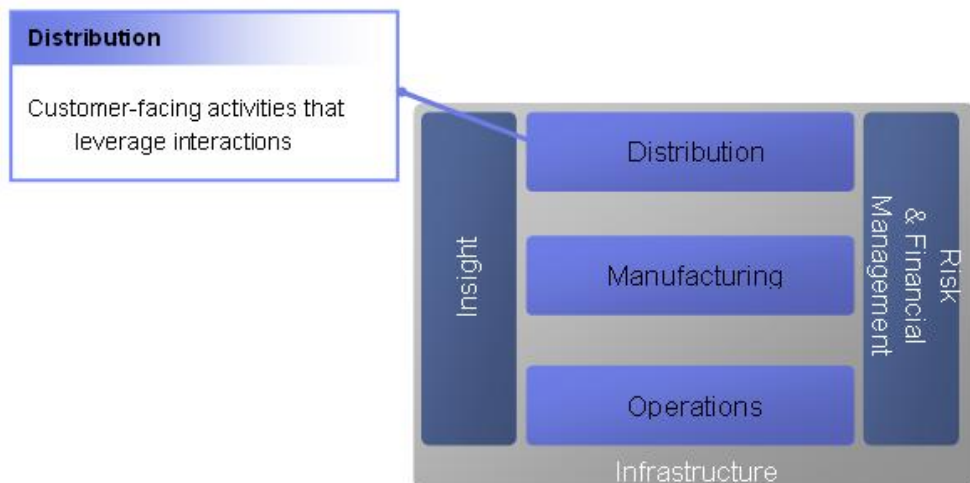 Distribution
Customer-facing activities that
leverage interactions
Distribution
Insight
Manufacturing
Operations
Risk
& Financial
Management
Infrastructure